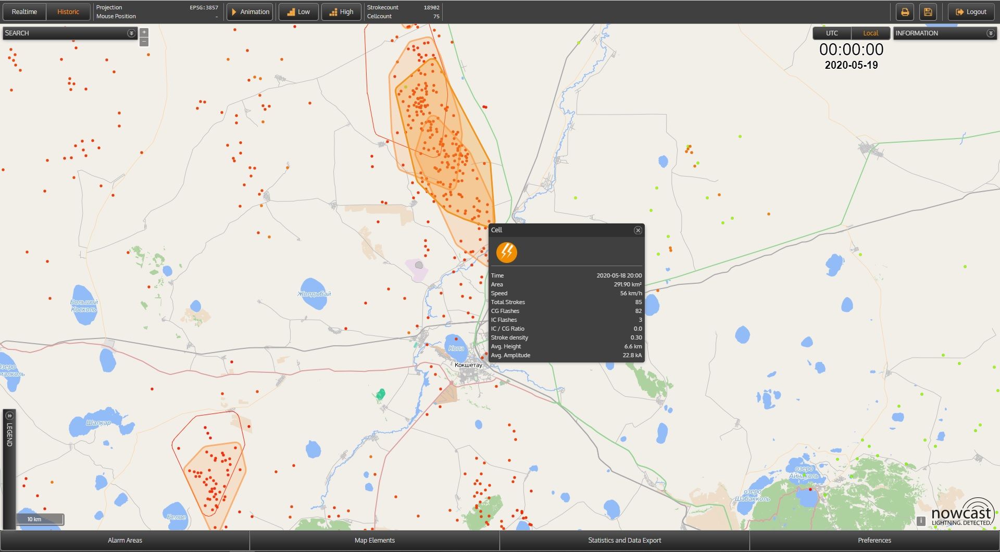 Realtime
Historic
Projection EPSG:3857
Mouse Position -
Animation
Low
High
Strokecount 18902
Cellcount 75
Logout
SEARCH
+
−
UTC
Local
INFORMATION
00:00:00
2020-05-19
Cell
Time 2020-05-18 20:00
Area 291.90 km²
Speed 56 km/h
Total Strokes 85
CG Flashes 82
IC Flashes 3
IC / CG Ratio 0.0
Stroke density 0.30
Avg. Height 6.6 km
Avg. Amplitude 22.8 kA
Жолдыбай
Большой
Косколь
Копа
Кокшетау
Озеро
Шалкар
LEGEND
озеро
Айнаколь
озеро
Шабакколь
Белое
10 km
i
nowcast
LIGHTNING. DETECTED.
Alarm Areas
Map Elements
Statistics and Data Export
Preferences